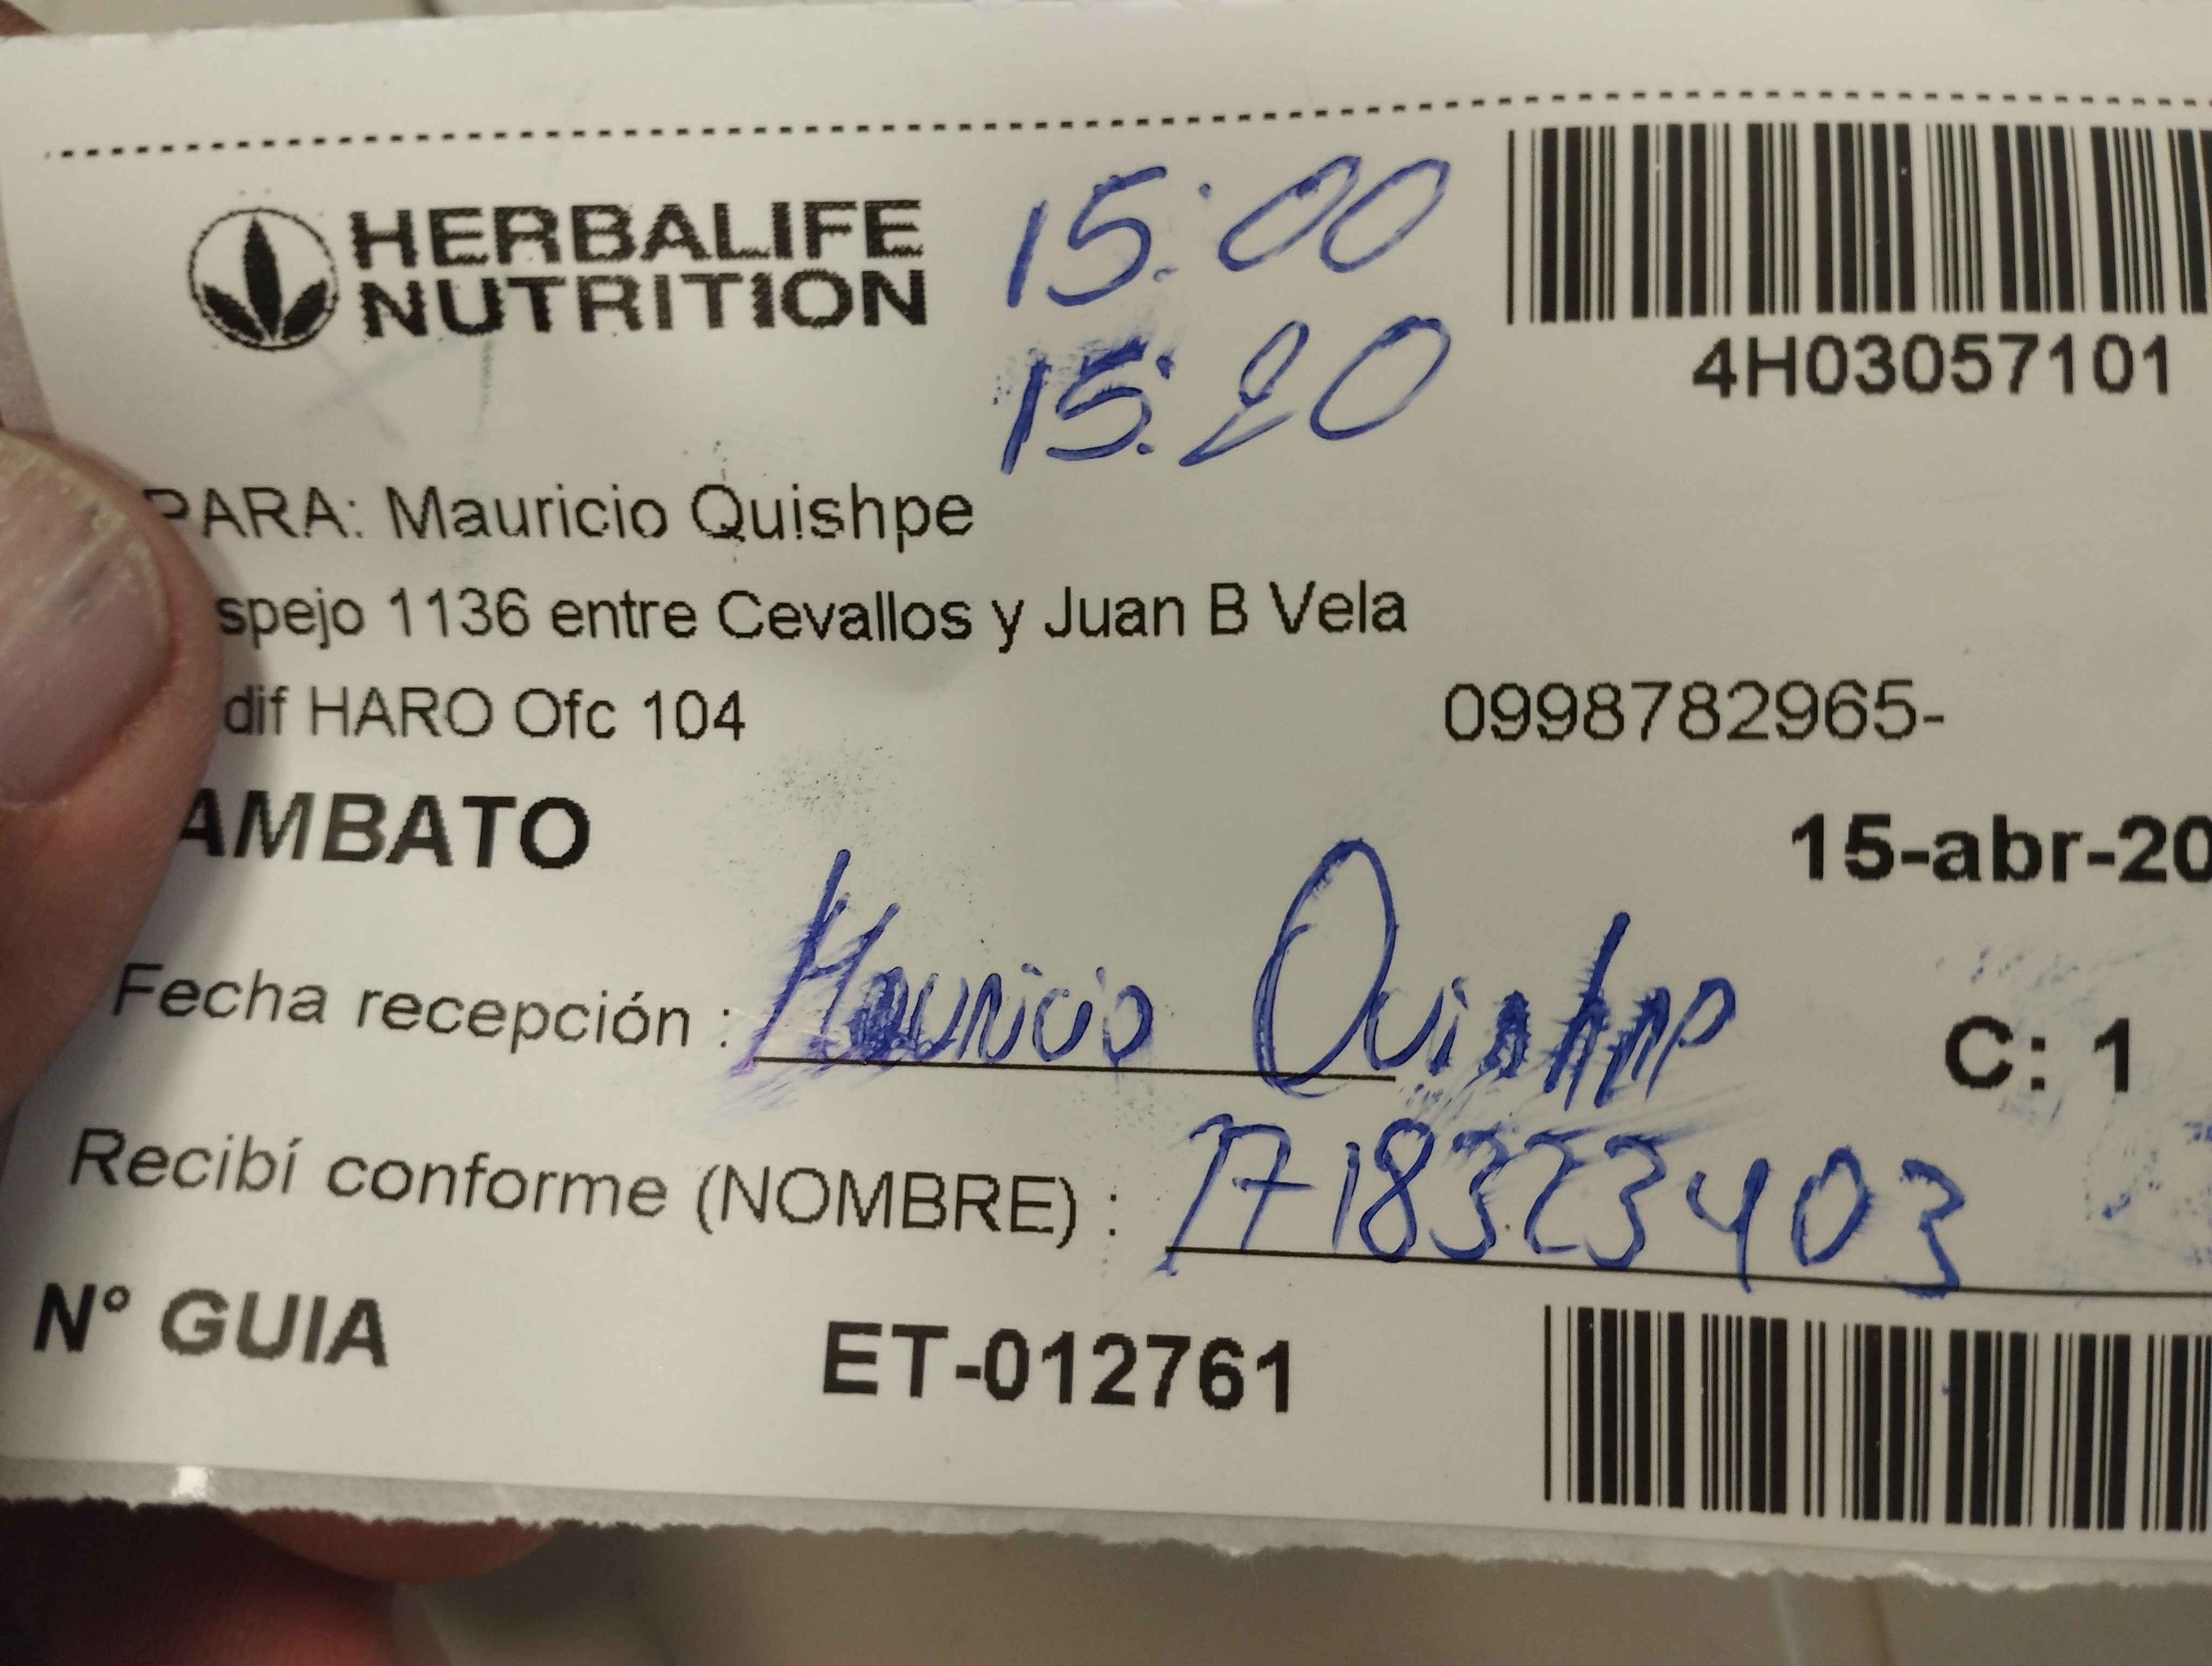 HERBALIFE
NUTRITION
15:00
15:20
4H03057101
PARA: Mauricio Quishpe
spejo 1136 entre Cevallos y Juan B Vela
dif HARO Ofc 104
0998782965-
AMBATO
15-abr-20
Fecha recepción : Mauricio Quishpe
C: 1
Recibí conforme (NOMBRE) : 1718323403
N° GUIA ET-012761